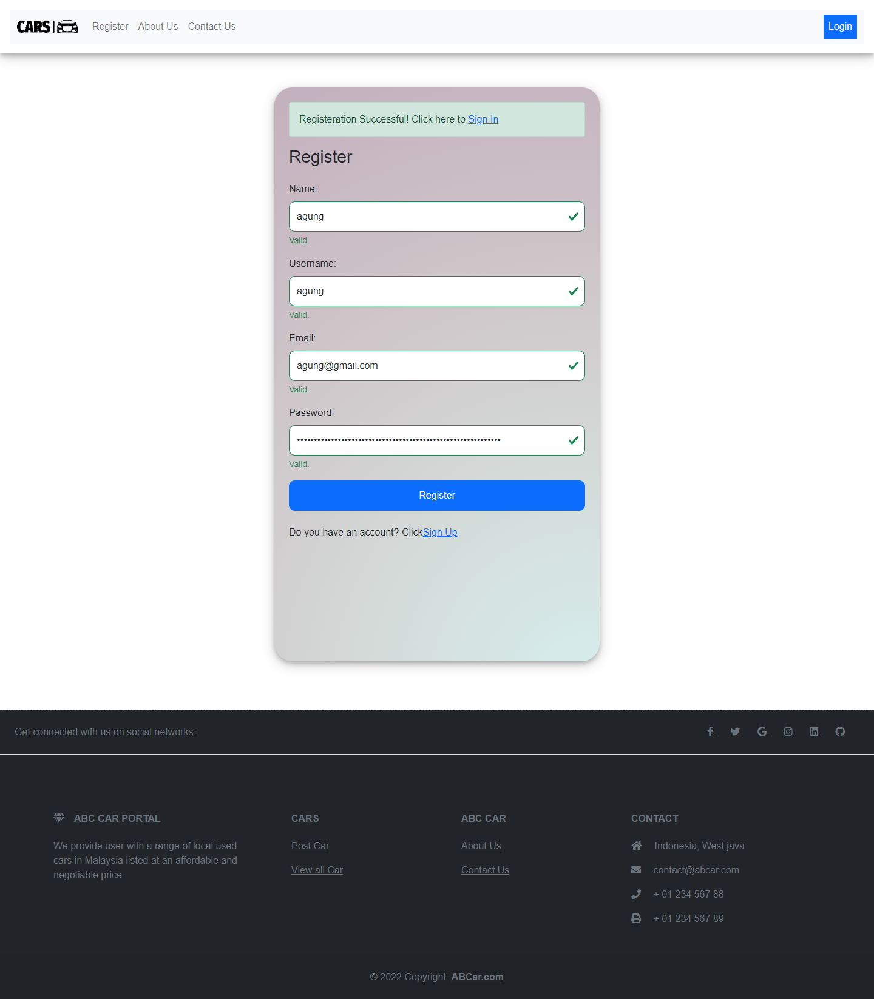 CARS
Register
About Us
Contact Us
Login
Registeration Successful! Click here to Sign In
Register
Name:
agung
Valid.
Username:
agung
Valid.
Email:
agung@gmail.com
Valid.
Password:
••••••••••••••••••••••••••••••••••••••••••••••••••••••••••••
Valid.
Register
Do you have an account? ClickSign Up
Get connected with us on social networks:
ABC CAR PORTAL
We provide user with a range of local used
cars in Malaysia listed at an affordable and
negotiable price.
CARS
Post Car
View all Car
ABC CAR
About Us
Contact Us
CONTACT
Indonesia, West java
contact@abcar.com
+ 01 234 567 88
+ 01 234 567 89
© 2022 Copyright: ABCar.com